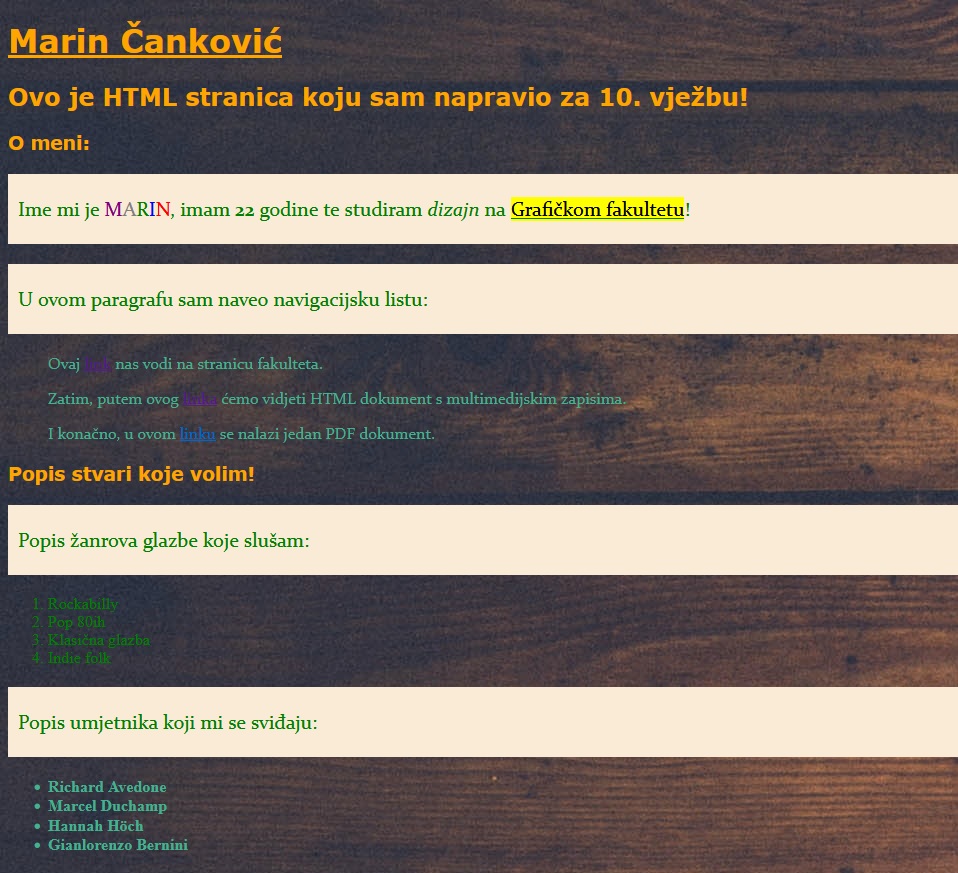 Marin Čanković
Ovo je HTML stranica koju sam napravio za 10. vježbu!
O meni:
Ime mi je MARIN, imam 22 godine te studiram dizajn na Grafičkom fakultetu!
U ovom paragrafu sam naveo navigacijsku listu:
Ovaj link nas vodi na stranicu fakulteta.
Zatim, putem ovog linka ćemo vidjeti HTML dokument s multimedijskim zapisima.
I konačno, u ovom linku se nalazi jedan PDF dokument.
Popis stvari koje volim!
Popis žanrova glazbe koje slušam:
1. Rockabilly
2. Pop 80ih
3. Klasična glazba
4. Indie folk
Popis umjetnika koji mi se sviđaju:
• Richard Avedone
• Marcel Duchamp
• Hannah Höch
• Gianlorenzo Bernini